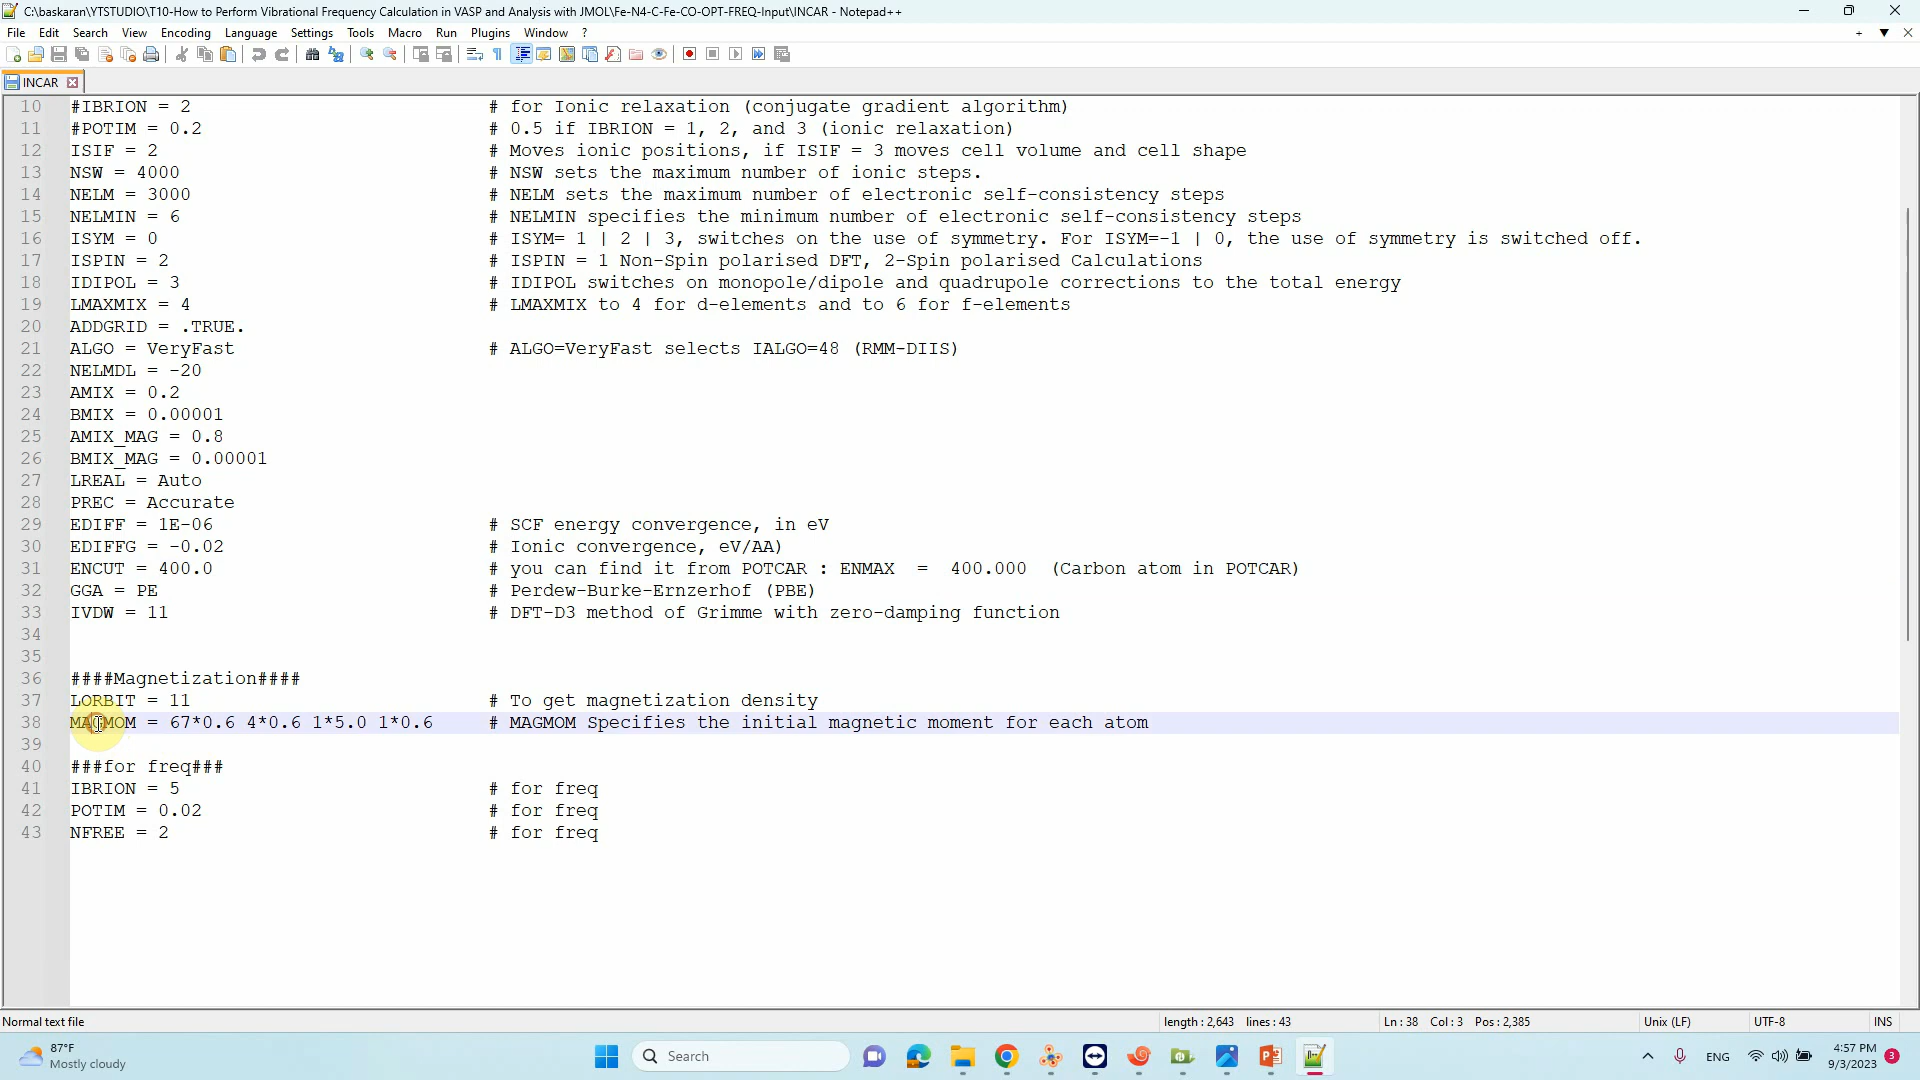 C:\baskaran\YTSTUDIO\T10-How to Perform Vibrational Frequency Calculation in VASP and Analysis with JMOL\Fe-N4-C-Fe-CO-OPT-FREQ-Input\INCAR - Notepad++
File Edit Search View Encoding Language Settings Tools Macro Run Plugins Window ?
INCAR
10 #IBRION = 2 # for Ionic relaxation (conjugate gradient algorithm)
11 #POTIM = 0.2 # 0.5 if IBRION = 1, 2, and 3 (ionic relaxation)
12 ISIF = 2 # Moves ionic positions, if ISIF = 3 moves cell volume and cell shape
13 NSW = 4000 # NSW sets the maximum number of ionic steps.
14 NELM = 3000 # NELM sets the maximum number of electronic self-consistency steps
15 NELMIN = 6 # NELMIN specifies the minimum number of electronic self-consistency steps
16 ISYM = 0 # ISYM= 1 | 2 | 3, switches on the use of symmetry. For ISYM=-1 | 0, the use of symmetry is switched off.
17 ISPIN = 2 # ISPIN = 1 Non-Spin polarised DFT, 2-Spin polarised Calculations
18 IDIPOL = 3 # IDIPOL switches on monopole/dipole and quadrupole corrections to the total energy
19 LMAXMIX = 4 # LMAXMIX to 4 for d-elements and to 6 for f-elements
20 ADDGRID = .TRUE.
21 ALGO = VeryFast # ALGO=VeryFast selects IALGO=48 (RMM-DIIS)
22 NELMDL = -20
23 AMIX = 0.2
24 BMIX = 0.00001
25 AMIX_MAG = 0.8
26 BMIX_MAG = 0.00001
27 LREAL = Auto
28 PREC = Accurate
29 EDIFF = 1E-06 # SCF energy convergence, in eV
30 EDIFFG = -0.02 # Ionic convergence, eV/AA)
31 ENCUT = 400.0 # you can find it from POTCAR : ENMAX = 400.000 (Carbon atom in POTCAR)
32 GGA = PE # Perdew-Burke-Ernzerhof (PBE)
33 IVDW = 11 # DFT-D3 method of Grimme with zero-damping function
34
35
36 ####Magnetization####
37 LORBIT = 11 # To get magnetization density
38 MAGMOM = 67*0.6 4*0.6 1*5.0 1*0.6 # MAGMOM Specifies the initial magnetic moment for each atom
39
40 ###for freq###
41 IBRION = 5 # for freq
42 POTIM = 0.02 # for freq
43 NFREE = 2 # for freq
Normal text file length : 2,643 lines : 43 Ln : 38 Col : 3 Pos : 2,385 Unix (LF) UTF-8 INS
87°F
Mostly cloudy
Search
ENG
4:57 PM
9/3/2023
3